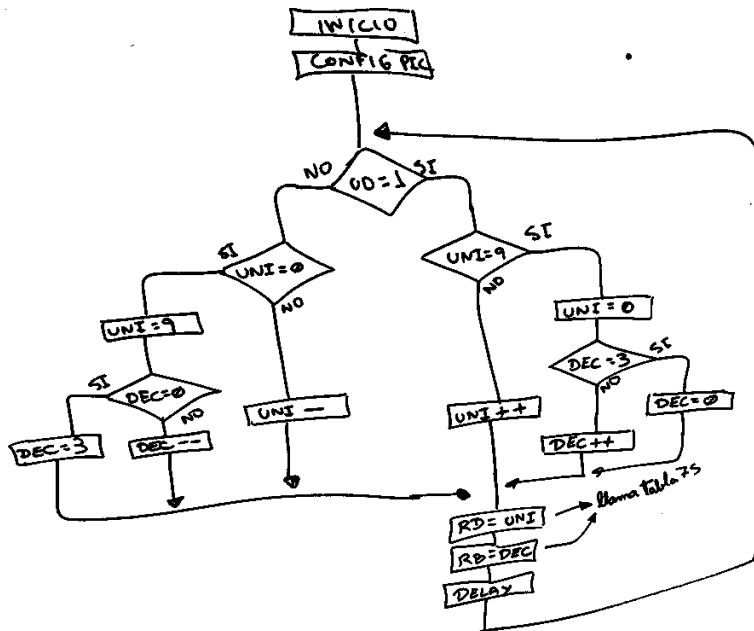 INICIO
CONFIG PIC
NO
UD=1
SI
SI
UNI=0
NO
UNI=9
SI
NO
UNI=9
UNI=0
SI
DEC=0
NO
DEC=3
SI
NO
DEC=3
DEC--
UNI--
UNI++
DEC++
DEC=0
RD=UNI
llama tabla 7S
RB=DEC
DELAY